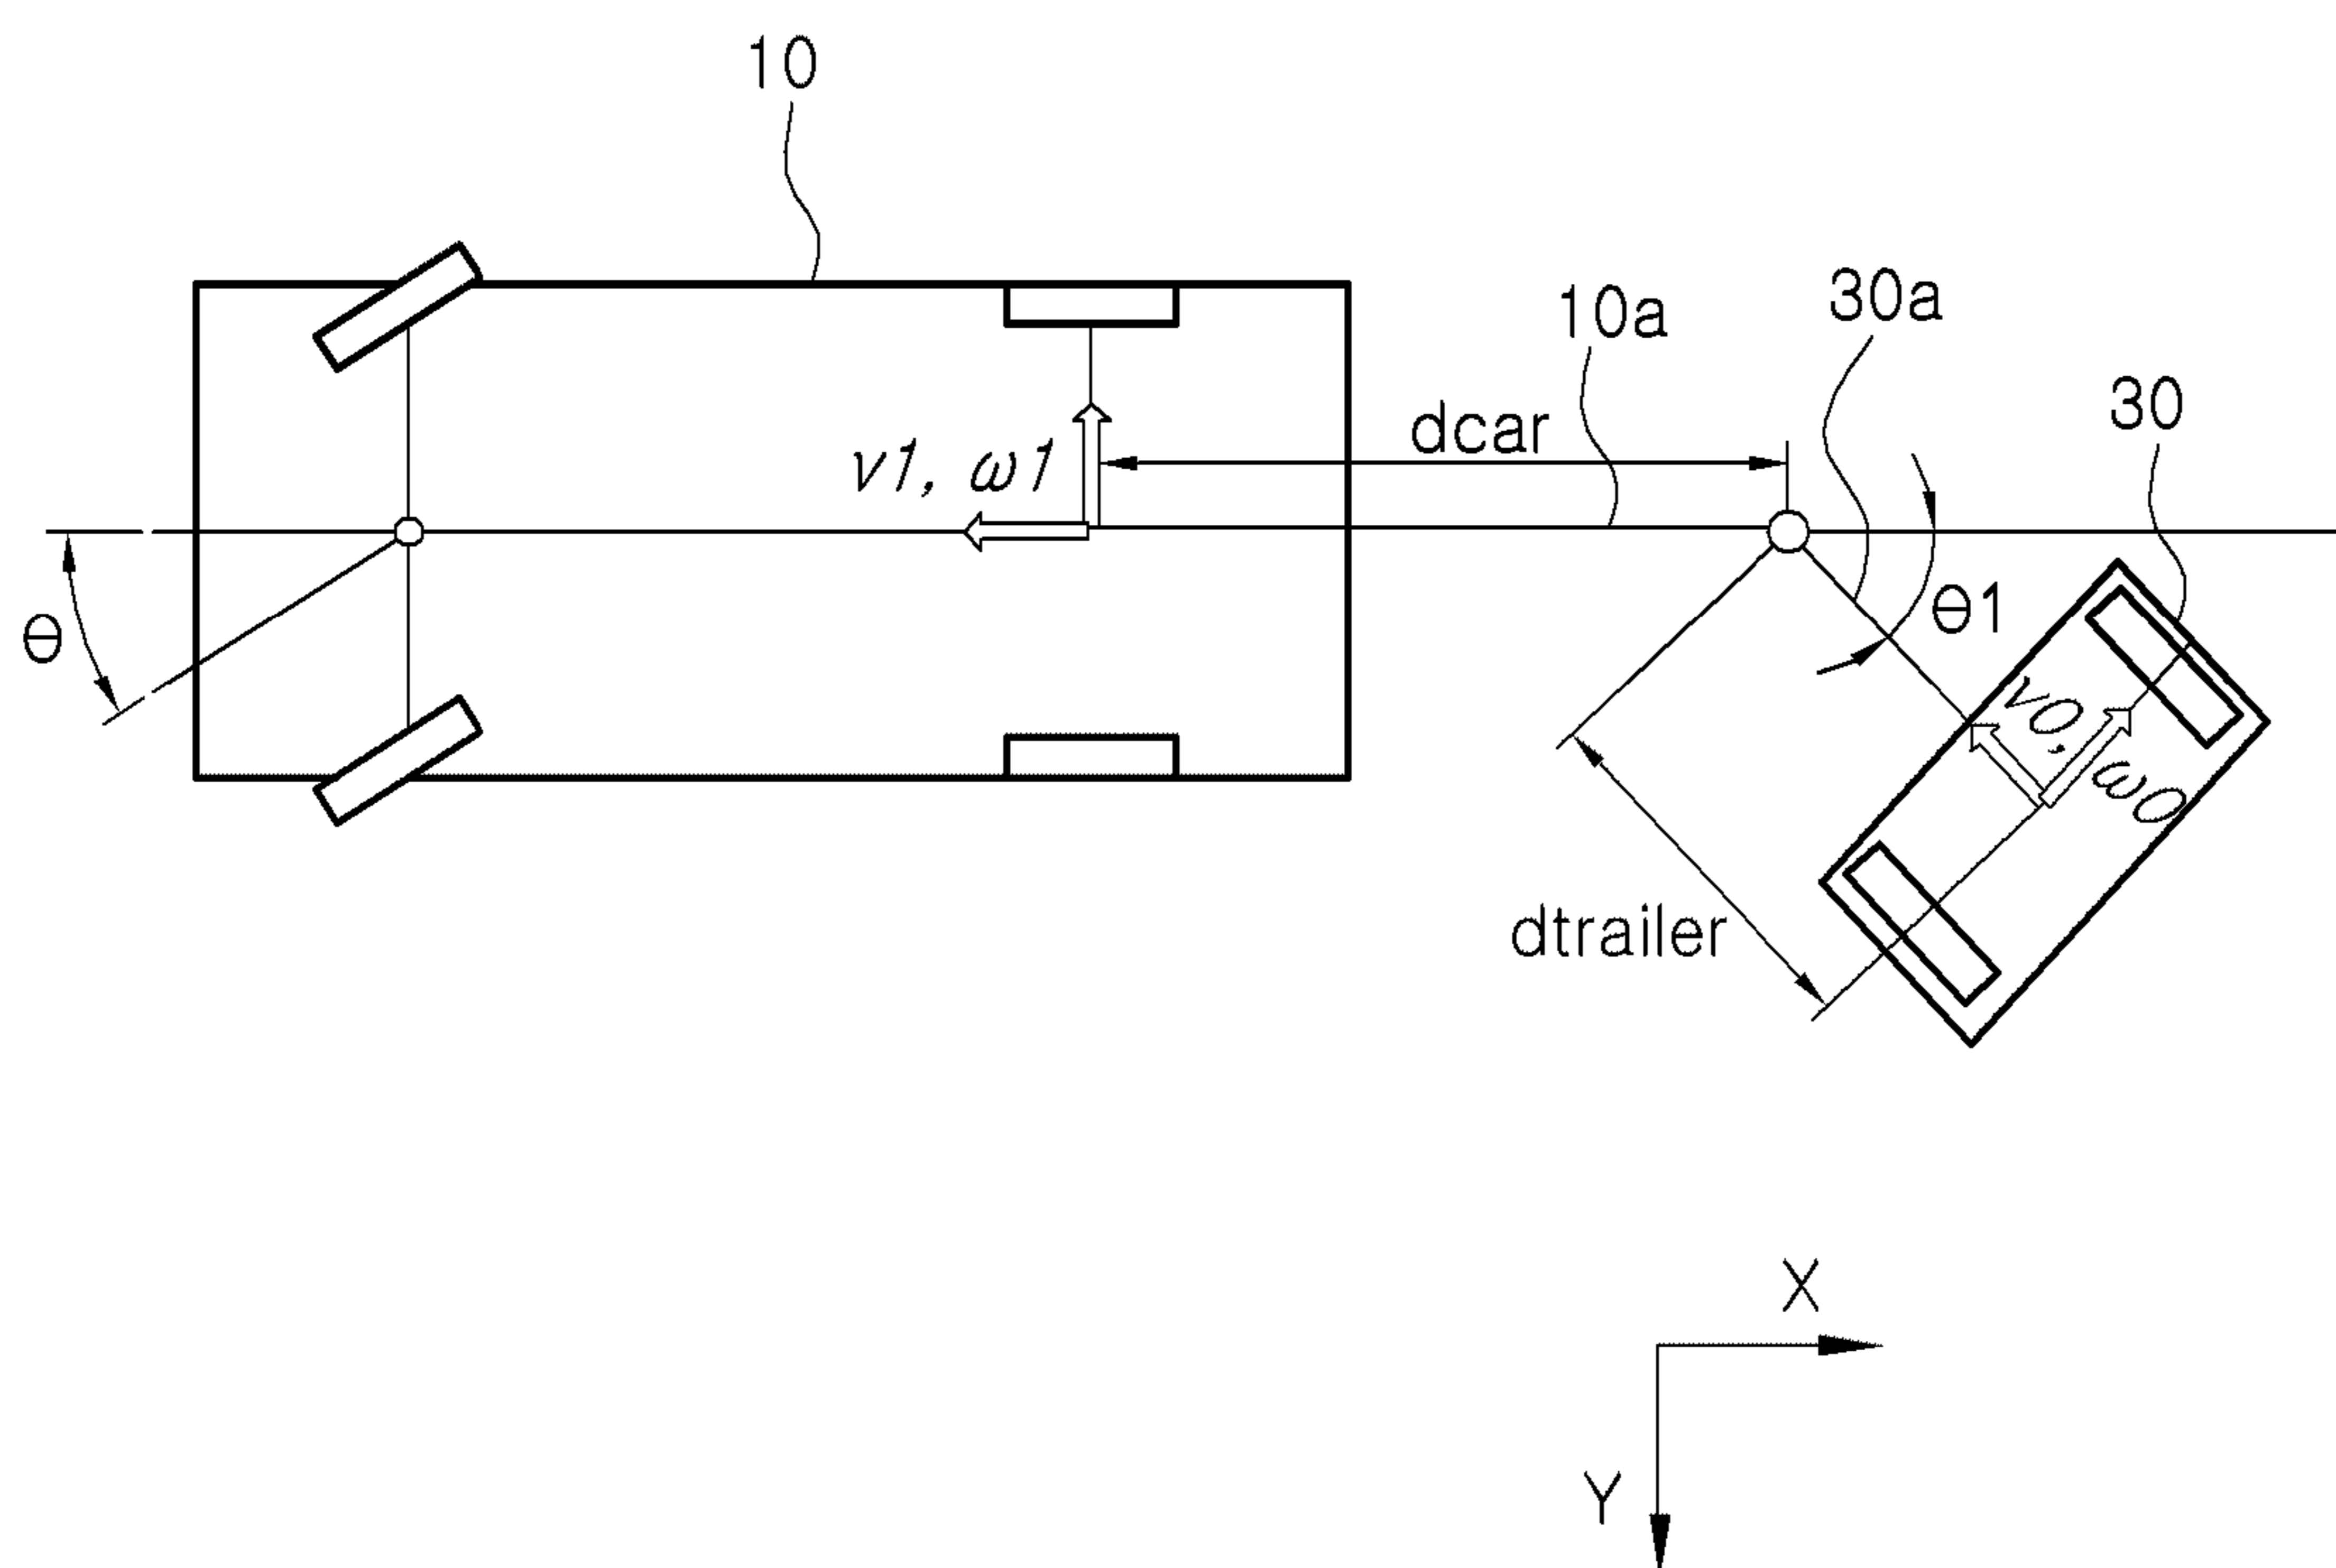 10
10a
30a
30
dcar
v1, ω1
θ
θ1
v0, ω0
dtrailer
X
Y